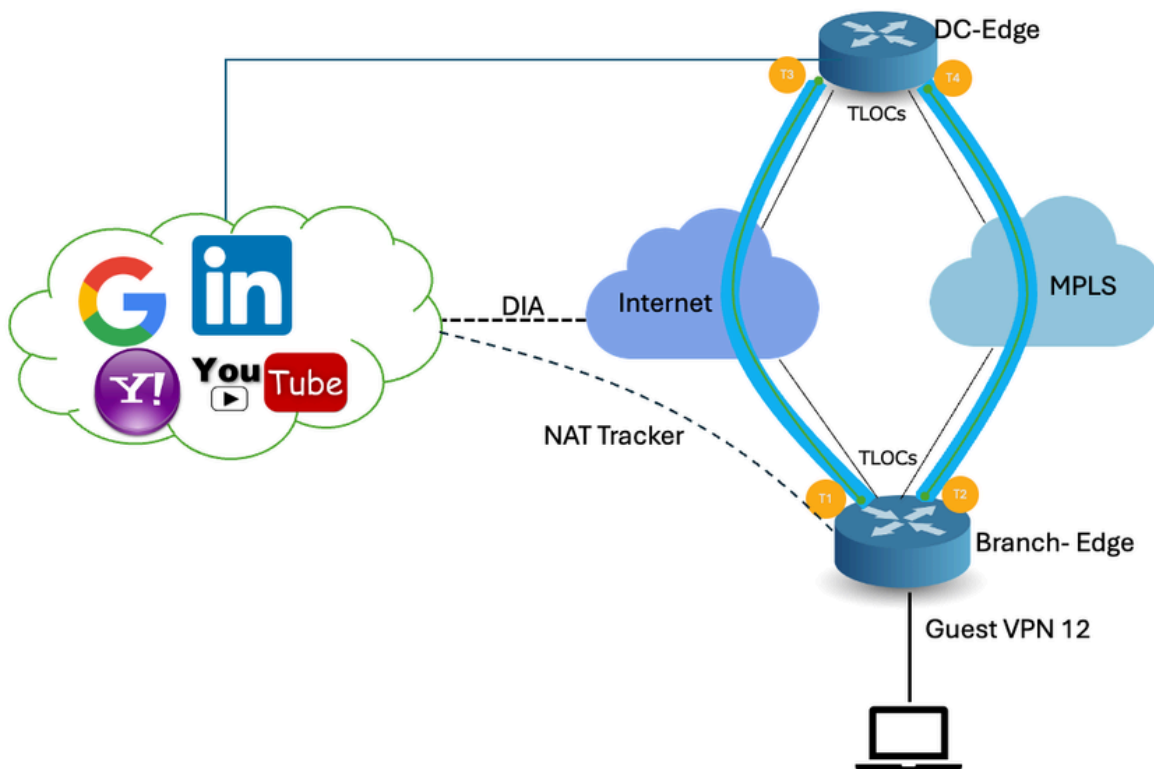 DC-Edge
T3
T4
TLOCs
G
in
Y!
You
Tube
DIA
Internet
MPLS
NAT Tracker
TLOCs
T1
T2
Branch- Edge
Guest VPN 12